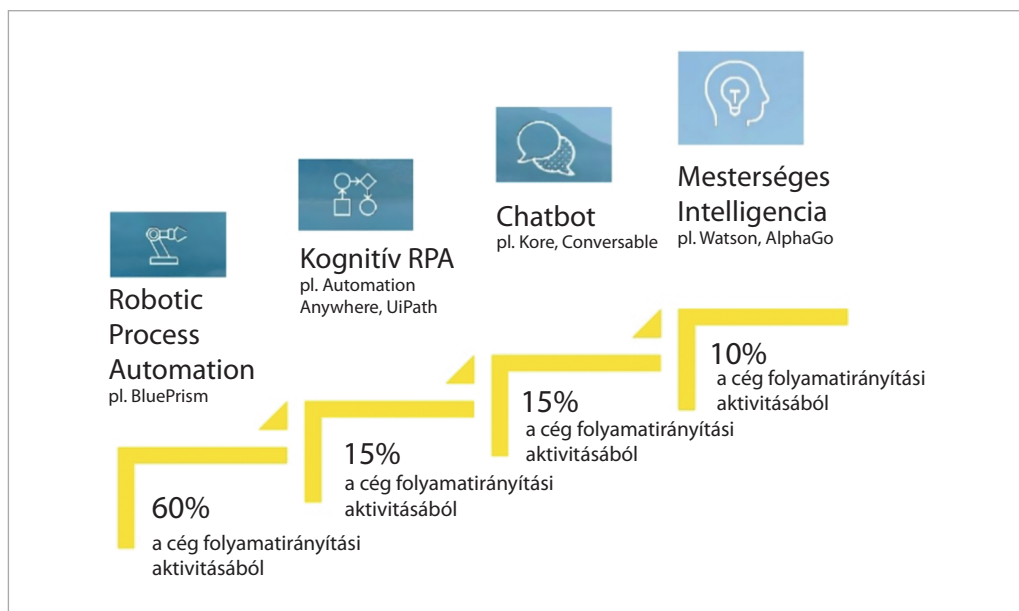 Robotic
Process
Automation
pl. BluePrism
60%
a cég folyamatirányítási
aktivitásából
Kognitív RPA
pl. Automation
Anywhere, UiPath
15%
a cég folyamatirányítási
aktivitásából
Chatbot
pl. Kore, Conversable
15%
a cég folyamatirányítási
aktivitásából
Mesterséges
Intelligencia
pl. Watson, AlphaGo
10%
a cég folyamatirányítási
aktivitásából